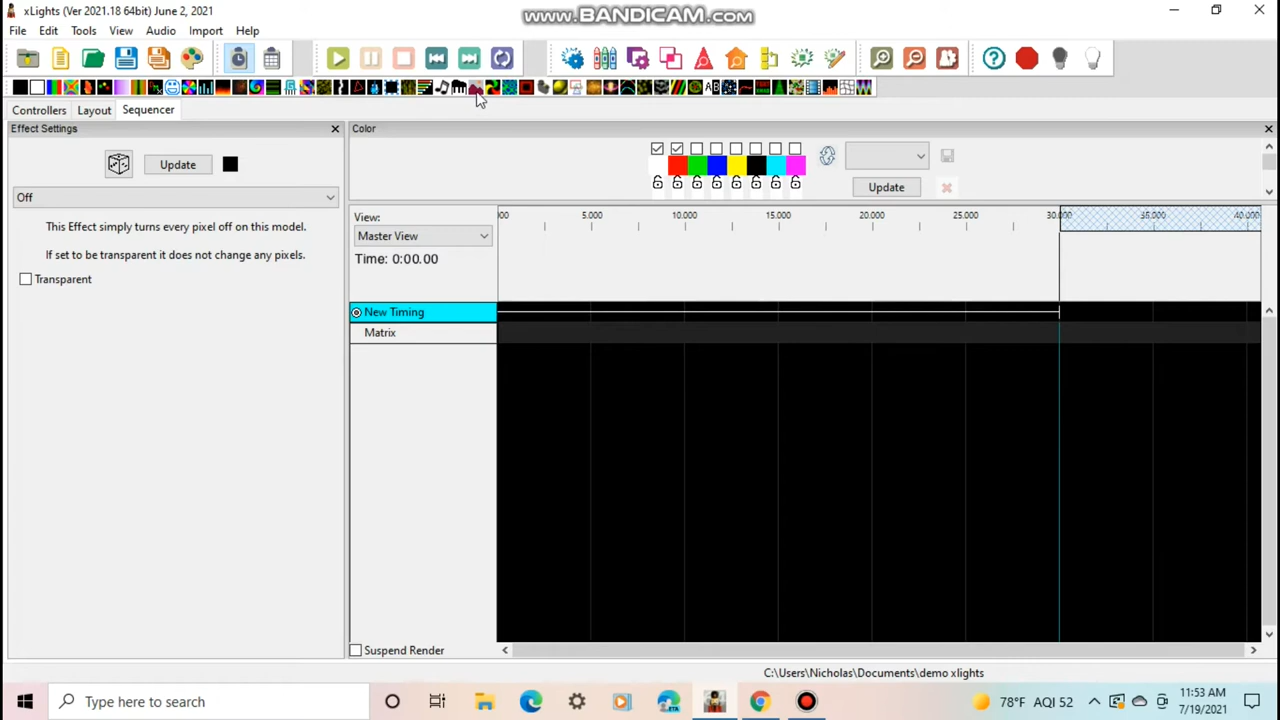 xLights (Ver 2021.18 64bit) June 2, 2021
www.BANDICAM.com
File Edit Tools View Audio Import Help
Controllers Layout Sequencer
Effect Settings
Update
Off
This Effect simply turns every pixel off on this model.
If set to be transparent it does not change any pixels.
Transparent
Color
Update
View:
Master View
Time: 0:00.00
000 5.000 10.000 15.000 20.000 25.000 30.000 35.000 40.000
New Timing
Matrix
Suspend Render
C:\Users\Nicholas\Documents\demo xlights
Type here to search
78°F AQI 52
11:53 AM
7/19/2021